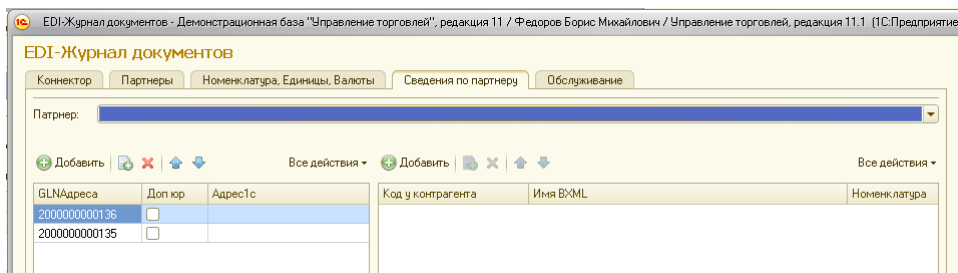 EDI-Журнал документов - Демонстрационная база "Управление торговлей", редакция 11 / Федоров Борис Михайлович / Управление торговлей, редакция 11.1 (1С:Предприятие
EDI-Журнал документов
Коннектор Партнеры Номенклатура, Единицы, Валюты Сведения по партнеру Обслуживание
Патрнер:
Добавить Все действия Добавить Все действия
GLNАдреса Доп юр Адрес1с Код у контрагента Имя ВXML Номенклатура
2000000000136
2000000000135